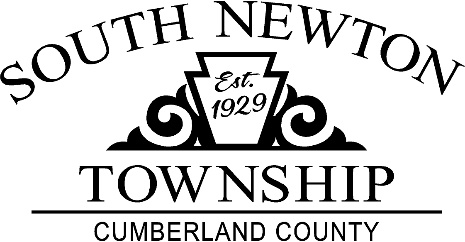 SOUTH NEWTON
Est.
1929
TOWNSHIP
CUMBERLAND COUNTY